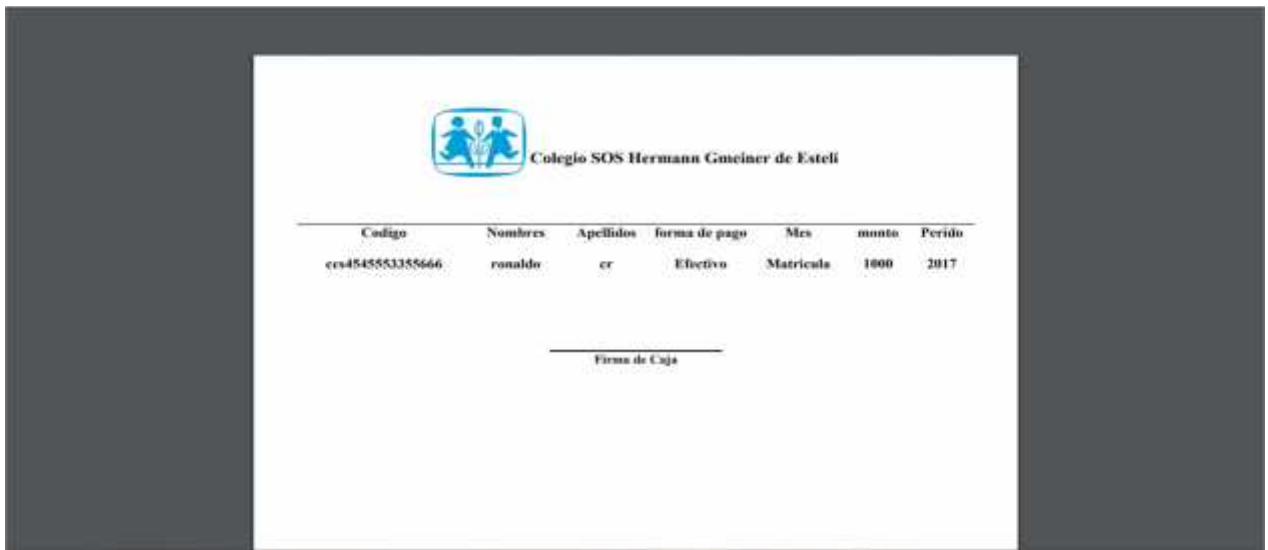 Colegio SOS Hermann Gmeiner de Estelí
Codigo Nombres Apellidos forma de pago Mes monto Perido
ccs4545553355666 ronaldo cr Efectivo Matricula 1000 2017
Firma de Caja